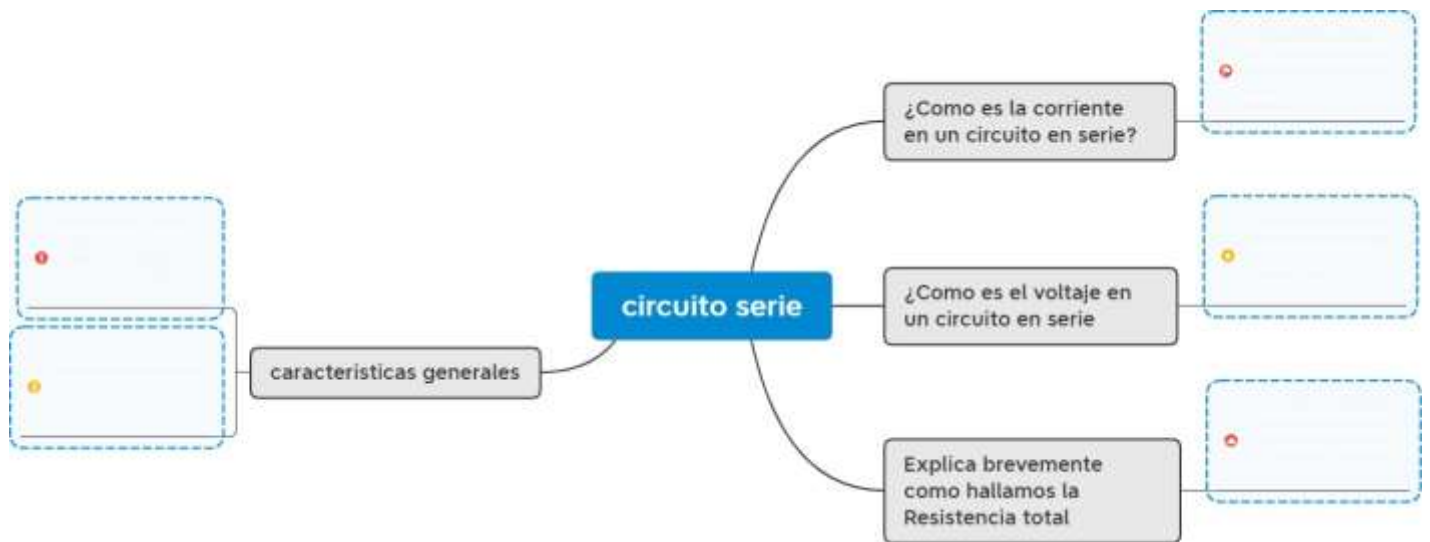 ¿Como es la corriente
en un circuito en serie?
circuito serie
¿Como es el voltaje en
un circuito en serie
caracteristicas generales
Explica brevemente
como hallamos la
Resistencia total